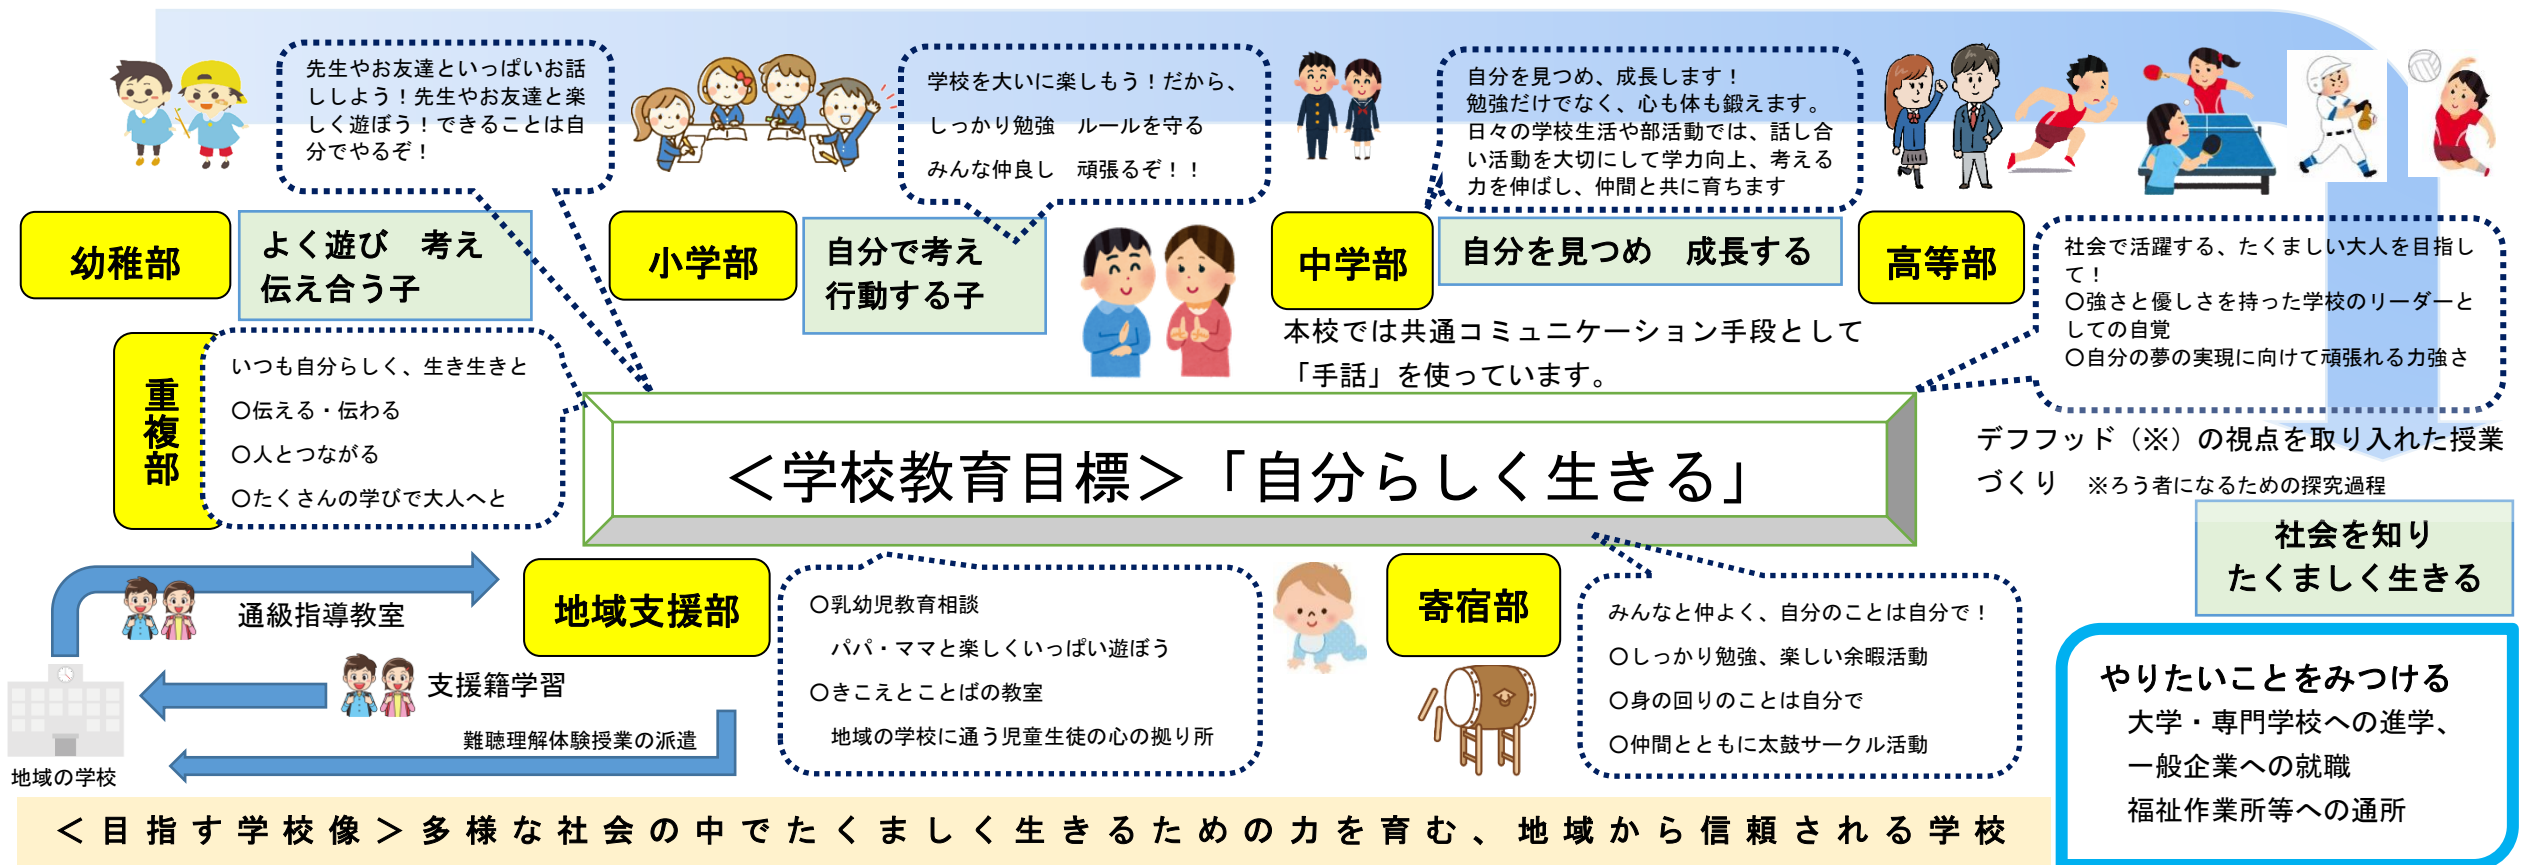 先生やお友達といっぱいお話
ししよう！先生やお友達と楽
しく遊ぼう！できることは自
分でやるぞ！
学校を大いに楽しもう！だから、
しっかり勉強　ルールを守る
みんな仲良し　頑張るぞ！！
自分を見つめ、成長します！
勉強だけでなく、心も体も鍛えます。
日々の学校生活や部活動では、話し合
い活動を大切にして学力向上、考える
力を伸ばし、仲間と共に育ちます
幼稚部
よく遊び　考え
伝え合う子
小学部
自分で考え
行動する子
中学部
自分を見つめ　成長する
高等部
社会で活躍する、たくましい大人を目指し
て！
〇強さと優しさを持った学校のリーダーと
しての自覚
〇自分の夢の実現に向けて頑張れる力強さ
本校では共通コミュニケーション手段として
「手話」を使っています。
重複部
いつも自分らしく、生き生きと
〇伝える・伝わる
〇人とつながる
〇たくさんの学びで大人へと
＜学校教育目標＞「自分らしく生きる」
デフフッド（※）の視点を取り入れた授業
づくり　※ろう者になるための探究過程
社会を知り
たくましく生きる
通級指導教室
支援籍学習
難聴理解体験授業の派遣
地域の学校
地域支援部
〇乳幼児教育相談
パパ・ママと楽しくいっぱい遊ぼう
〇きこえとことばの教室
地域の学校に通う児童生徒の心の拠り所
寄宿部
みんなと仲よく、自分のことは自分で！
〇しっかり勉強、楽しい余暇活動
〇身の回りのことは自分で
〇仲間とともに太鼓サークル活動
やりたいことをみつける
大学・専門学校への進学、
一般企業への就職
福祉作業所等への通所
＜目指す学校像＞多様な社会の中でたくましく生きるための力を育む、地域から信頼される学校